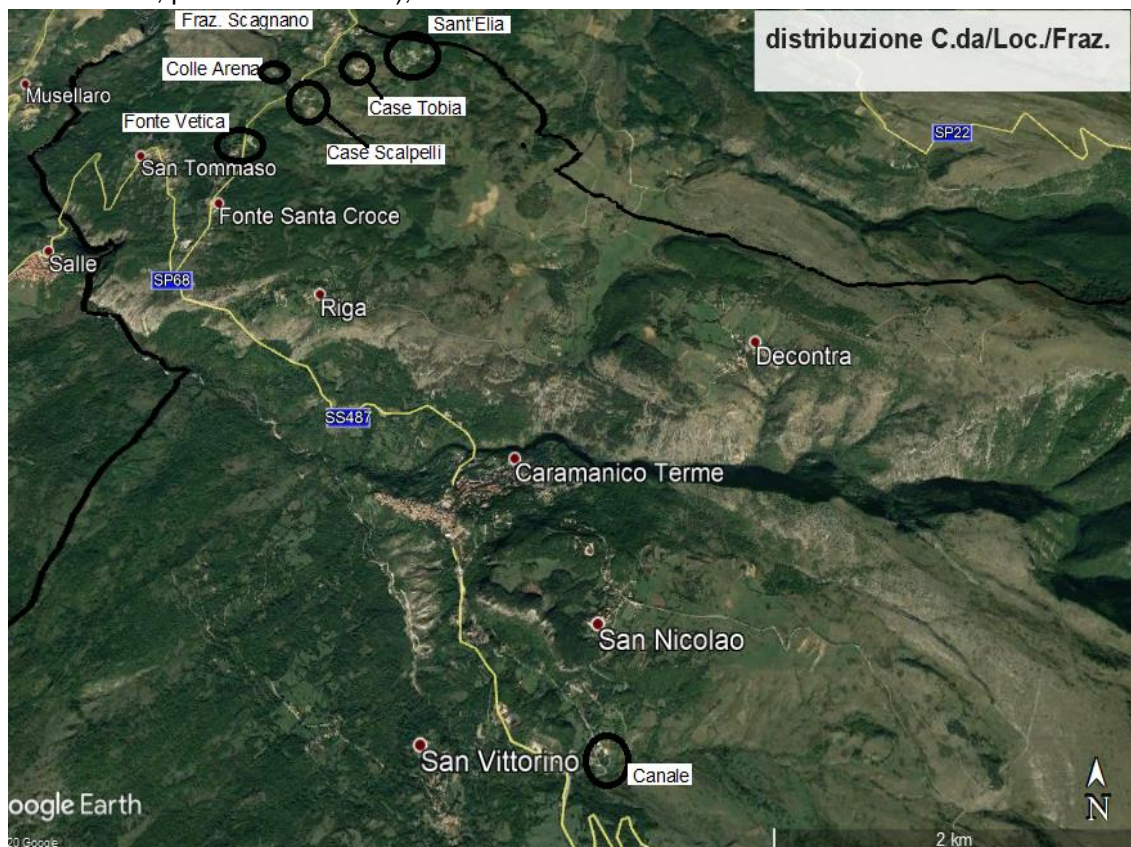 Fraz. Scagnano
Sant'Elia
distribuzione C.da/Loc./Fraz.
Colle Arena
Musellaro
Case Tobia
Fonte Vetica
SP22
Case Scalpelli
San Tommaso
Fonte Santa Croce
Salle
SP68
Riga
Decontra
SS487
Caramanico Terme
San Nicolao
San Vittorino
Canale
oogle Earth
N
20 Google
2 km